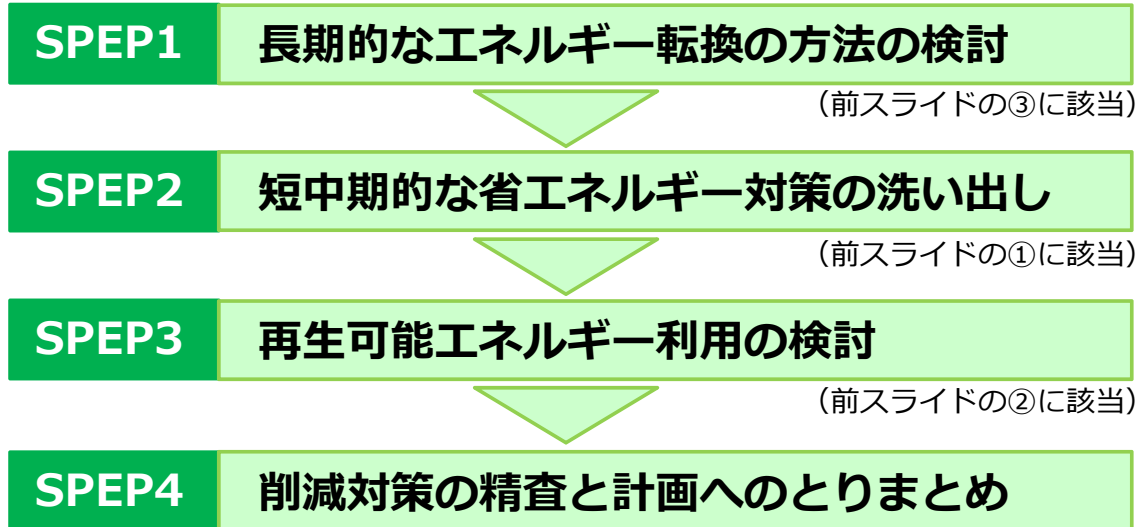 SPEP1 長期的なエネルギー転換の方法の検討
（前スライドの③に該当）
SPEP2 短中期的な省エネルギー対策の洗い出し
（前スライドの①に該当）
SPEP3 再生可能エネルギー利用の検討
（前スライドの②に該当）
SPEP4 削減対策の精査と計画へのとりまとめ